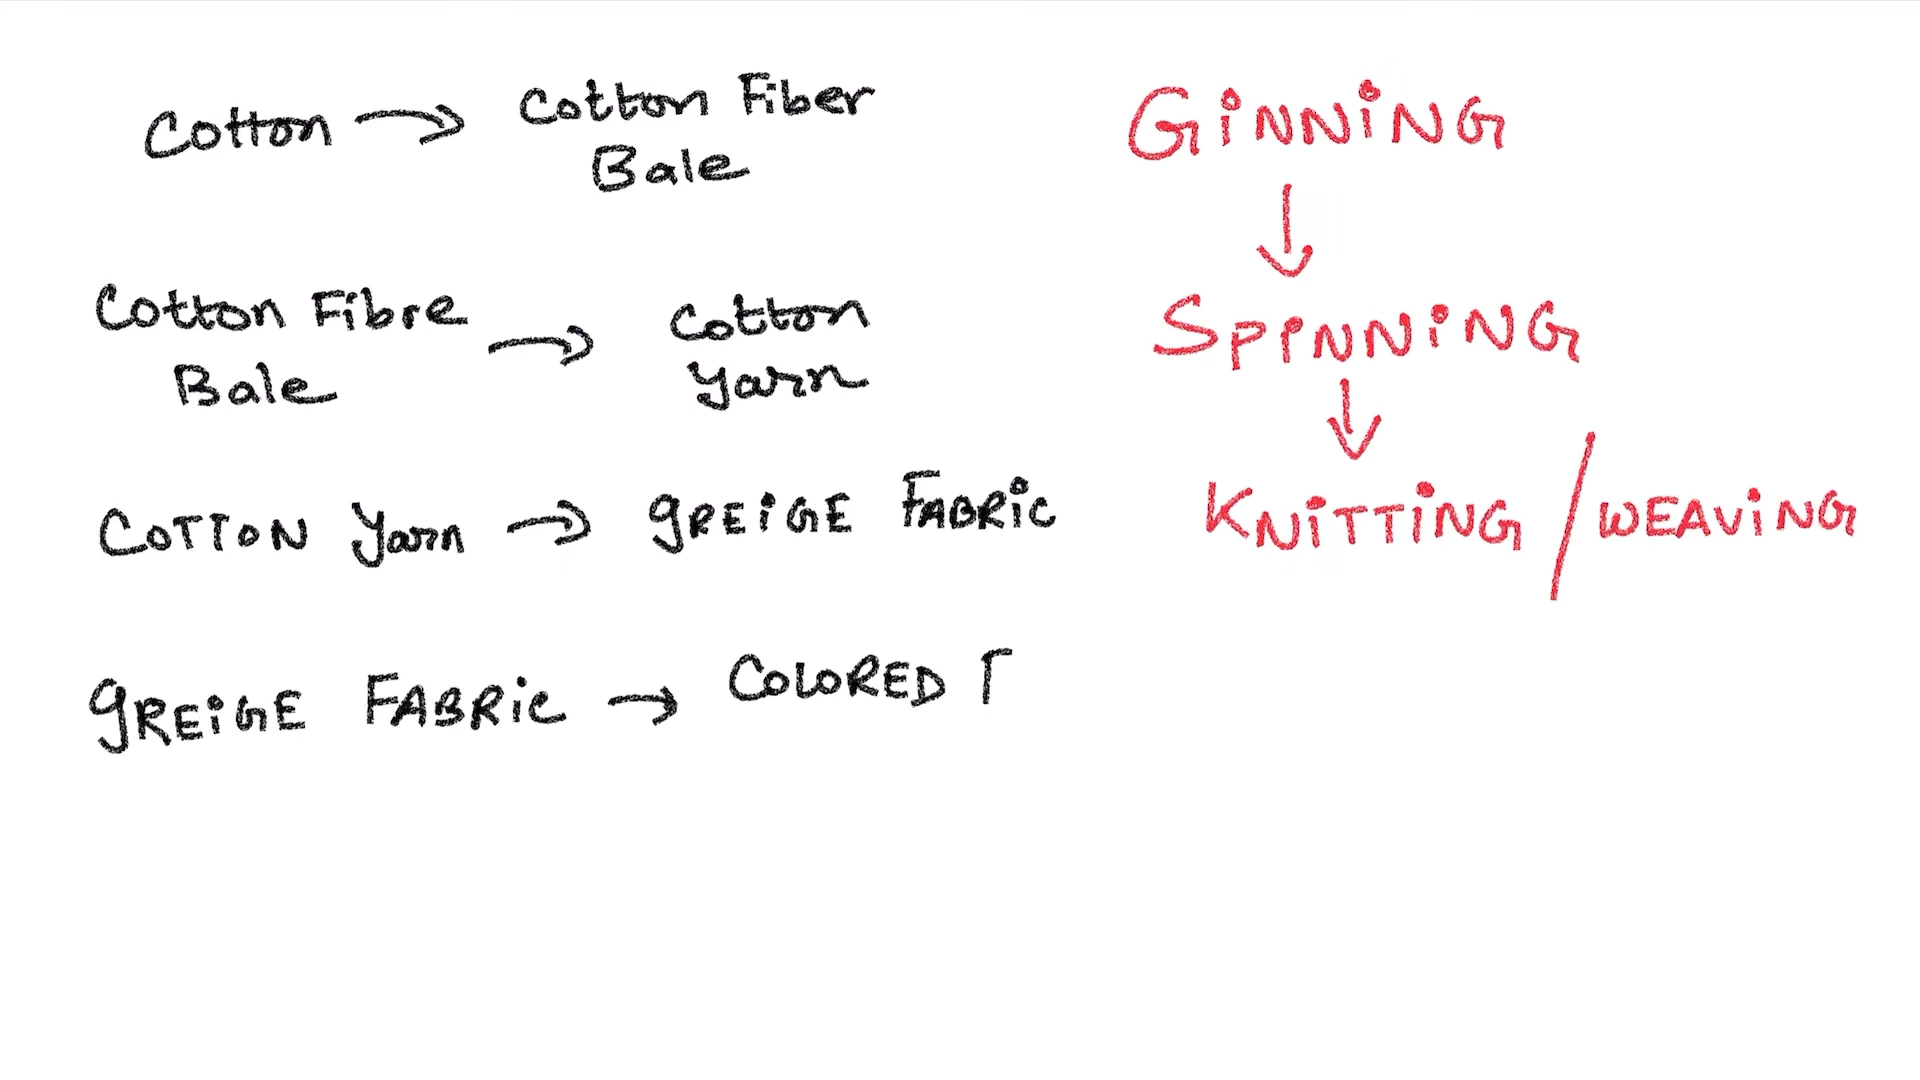 Cotton → Cotton Fiber
Bale
GiNNiNG
↓
Cotton Fibre
Bale → Cotton
Yarn
SPiNNiNG
↓
COTTON Yarn → GREiGE FABRiC
KNiTTiNG / WEAViNG
GREiGE FABRiC → COLORED